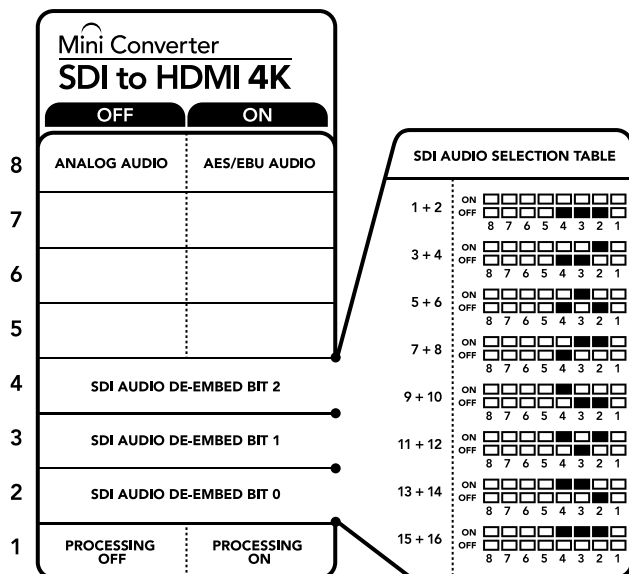 Mini Converter
SDI to HDMI 4K
OFF ON
8 ANALOG AUDIO AES/EBU AUDIO
7
6
5
4 SDI AUDIO DE-EMBED BIT 2
3 SDI AUDIO DE-EMBED BIT 1
2 SDI AUDIO DE-EMBED BIT 0
1 PROCESSING OFF PROCESSING ON
SDI AUDIO SELECTION TABLE
1 + 2 ON
OFF
8 7 6 5 4 3 2 1
3 + 4 ON
OFF
8 7 6 5 4 3 2 1
5 + 6 ON
OFF
8 7 6 5 4 3 2 1
7 + 8 ON
OFF
8 7 6 5 4 3 2 1
9 + 10 ON
OFF
8 7 6 5 4 3 2 1
11 + 12 ON
OFF
8 7 6 5 4 3 2 1
13 + 14 ON
OFF
8 7 6 5 4 3 2 1
15 + 16 ON
OFF
8 7 6 5 4 3 2 1